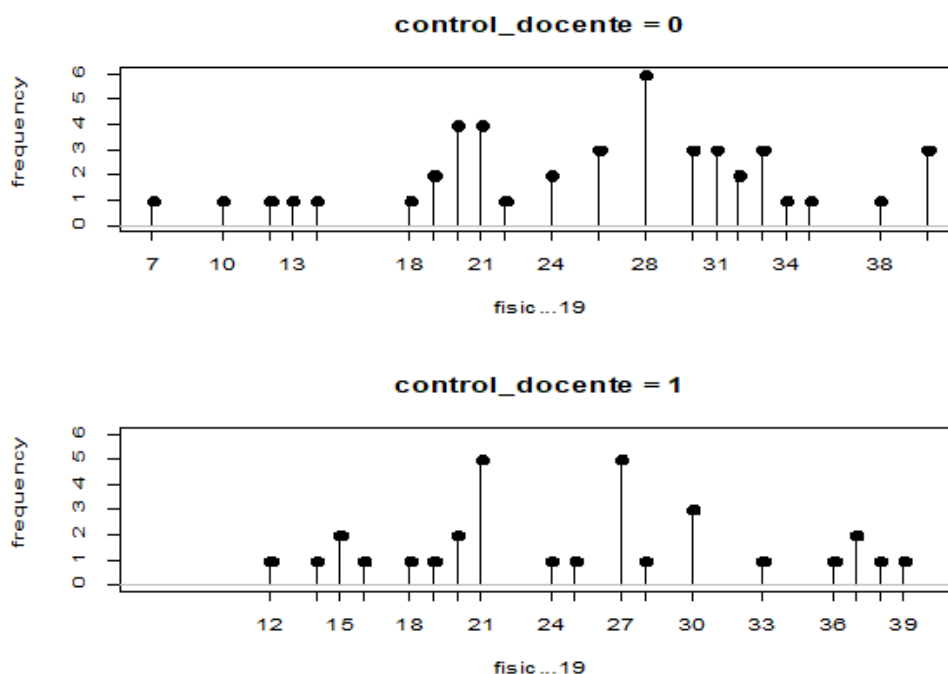 control_docente = 0
frequency
6
5
4
3
2
1
0
7 10 13 18 21 24 28 31 34 38
fisic...19
control_docente = 1
frequency
6
5
4
3
2
1
0
12 15 18 21 24 27 30 33 36 39
fisic...19